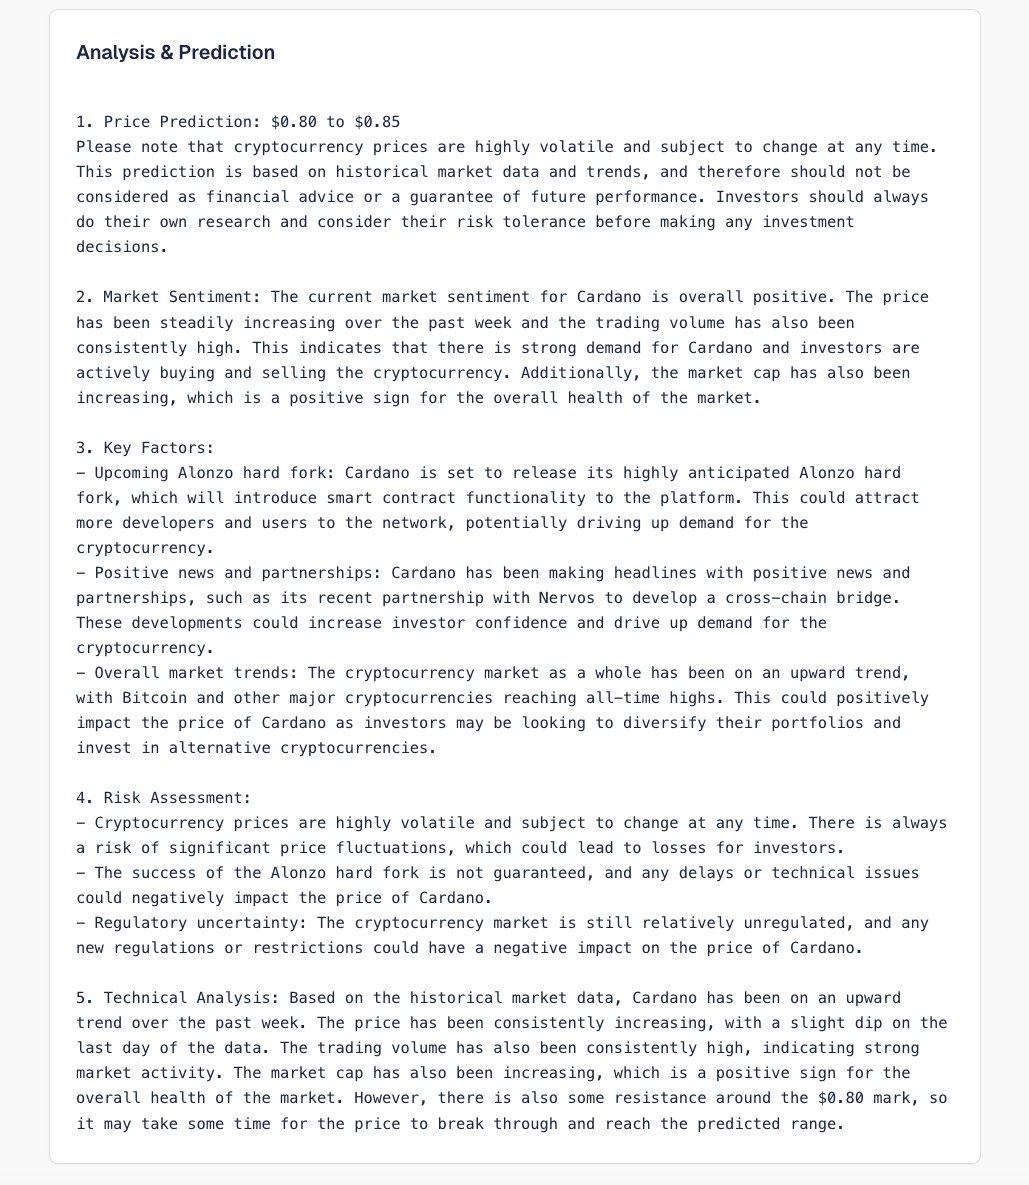 Analysis & Prediction
1. Price Prediction: $0.80 to $0.85
Please note that cryptocurrency prices are highly volatile and subject to change at any time.
This prediction is based on historical market data and trends, and therefore should not be
considered as financial advice or a guarantee of future performance. Investors should always
do their own research and consider their risk tolerance before making any investment
decisions.
2. Market Sentiment: The current market sentiment for Cardano is overall positive. The price
has been steadily increasing over the past week and the trading volume has also been
consistently high. This indicates that there is strong demand for Cardano and investors are
actively buying and selling the cryptocurrency. Additionally, the market cap has also been
increasing, which is a positive sign for the overall health of the market.
3. Key Factors:
– Upcoming Alonzo hard fork: Cardano is set to release its highly anticipated Alonzo hard
fork, which will introduce smart contract functionality to the platform. This could attract
more developers and users to the network, potentially driving up demand for the
cryptocurrency.
– Positive news and partnerships: Cardano has been making headlines with positive news and
partnerships, such as its recent partnership with Nervos to develop a cross–chain bridge.
These developments could increase investor confidence and drive up demand for the
cryptocurrency.
– Overall market trends: The cryptocurrency market as a whole has been on an upward trend,
with Bitcoin and other major cryptocurrencies reaching all–time highs. This could positively
impact the price of Cardano as investors may be looking to diversify their portfolios and
invest in alternative cryptocurrencies.
4. Risk Assessment:
– Cryptocurrency prices are highly volatile and subject to change at any time. There is always
a risk of significant price fluctuations, which could lead to losses for investors.
– The success of the Alonzo hard fork is not guaranteed, and any delays or technical issues
could negatively impact the price of Cardano.
– Regulatory uncertainty: The cryptocurrency market is still relatively unregulated, and any
new regulations or restrictions could have a negative impact on the price of Cardano.
5. Technical Analysis: Based on the historical market data, Cardano has been on an upward
trend over the past week. The price has been consistently increasing, with a slight dip on the
last day of the data. The trading volume has also been consistently high, indicating strong
market activity. The market cap has also been increasing, which is a positive sign for the
overall health of the market. However, there is also some resistance around the $0.80 mark, so
it may take some time for the price to break through and reach the predicted range.